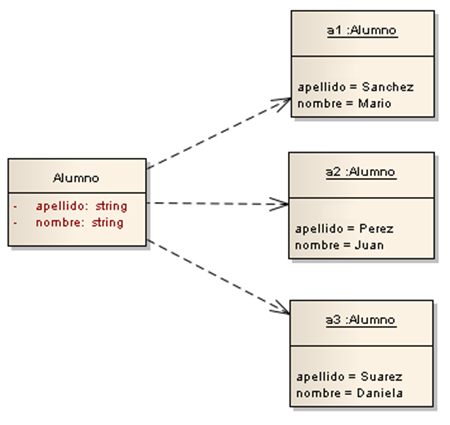 a1 :Alumno
apellido = Sanchez
nombre = Mario
Alumno
- apellido: string
- nombre: string
a2 :Alumno
apellido = Perez
nombre = Juan
a3 :Alumno
apellido = Suarez
nombre = Daniela